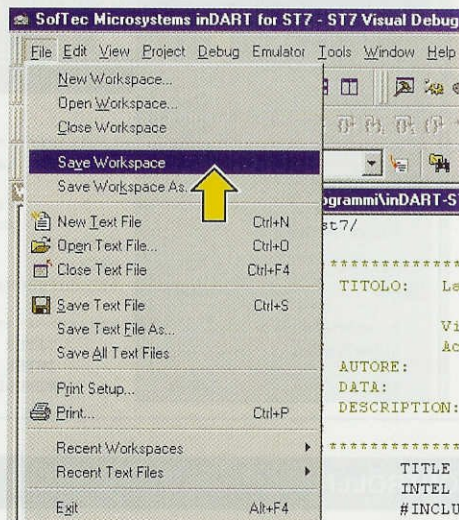 SofTec Microsystems inDART for ST7 - ST7 Visual Debug
File Edit View Project Debug Emulator Tools Window Help
New Workspace...
Open Workspace...
Close Workspace
Save Workspace
Save Workspace As...
New Text File Ctrl+N
Open Text File... Ctrl+O
Close Text File Ctrl+F4
Save Text File Ctrl+S
Save Text File As...
Save All Text Files
Print Setup...
Print... Ctrl+P
Recent Workspaces
Recent Text Files
Exit Alt+F4
ogrammi\inDART-S
st7/
***************
TITOLO: La
Vi
Ac
AUTORE:
DATA:
DESCRIPTION:
***************
TITLE
INTEL
#INCLU